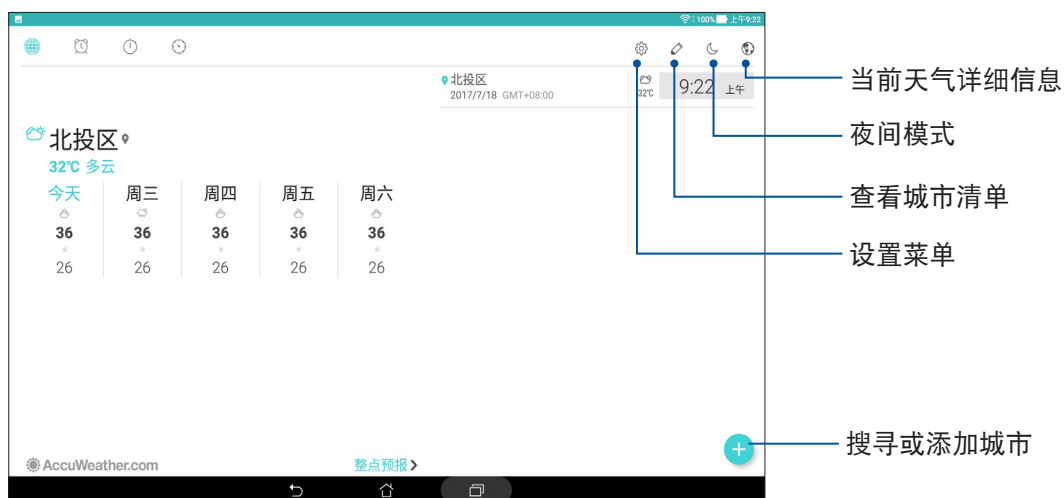 100% 上午9:22
北投区
2017/7/18 GMT+08:00
32℃
9:22 上午
北投区
32℃ 多云
今天 周三 周四 周五 周六
36 36 36 36 36
26 26 26 26 26
AccuWeather.com
整点预报
当前天气详细信息
夜间模式
查看城市清单
设置菜单
搜寻或添加城市